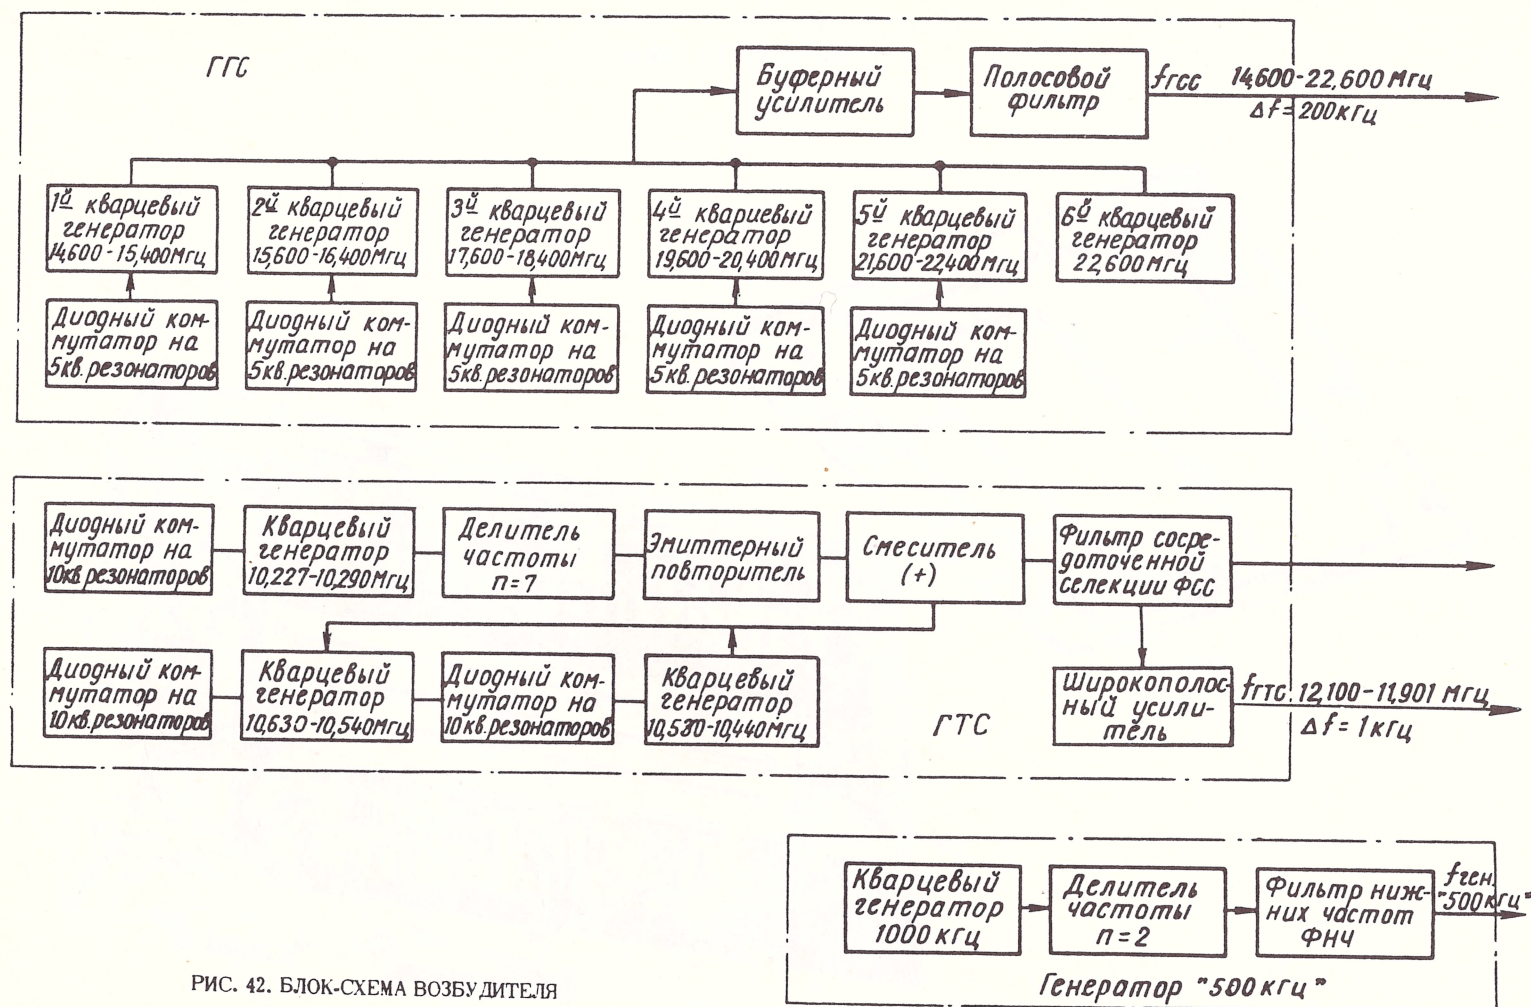 ГГС
Буферный
усилитель
Полосовой
фильтр
fГСС 14,600-22,600 Мгц
Δf=200кгц
1й кварцевый
генератор
14,600-15,400Мгц
2й кварцевый
генератор
15,600-16,400Мгц
3й кварцевый
генератор
17,600-18,400Мгц
4й кварцевый
генератор
19,600-20,400Мгц
5й кварцевый
генератор
21,600-22,400Мгц
6й кварцевый
генератор
22,600 Мгц
Диодный ком-
мутатор на
5кв.резонаторов
Диодный ком-
мутатор на
5кв.резонаторов
Диодный ком-
мутатор на
5кв.резонаторов
Диодный ком-
мутатор на
5кв.резонаторов
Диодный ком-
мутатор на
5кв.резонаторов
Диодный ком-
мутатор на
10кв.резонаторов
Кварцевый
генератор
10,227-10,290Мгц
Делитель
частоты
n=7
Эмиттерный
повторитель
Смеситель
(+)
Фильтр сосре-
доточенной
селекции ФСС
Диодный ком-
мутатор на
10кв.резонаторов
Кварцевый
генератор
10,630-10,540Мгц
Диодный ком-
мутатор на
10кв.резонаторов
Кварцевый
генератор
10,530-10,440Мгц
ГТС
Широкополос-
ный усили-
тель
fГТС. 12,100-11,901 Мгц
Δf=1кгц
Кварцевый
генератор
1000 кгц
Делитель
частоты
n=2
Фильтр ниж-
них частот
ФНЧ
fген.
"500кгц"
Генератор "500кгц"
РИС. 42. БЛОК-СХЕМА ВОЗБУДИТЕЛЯ